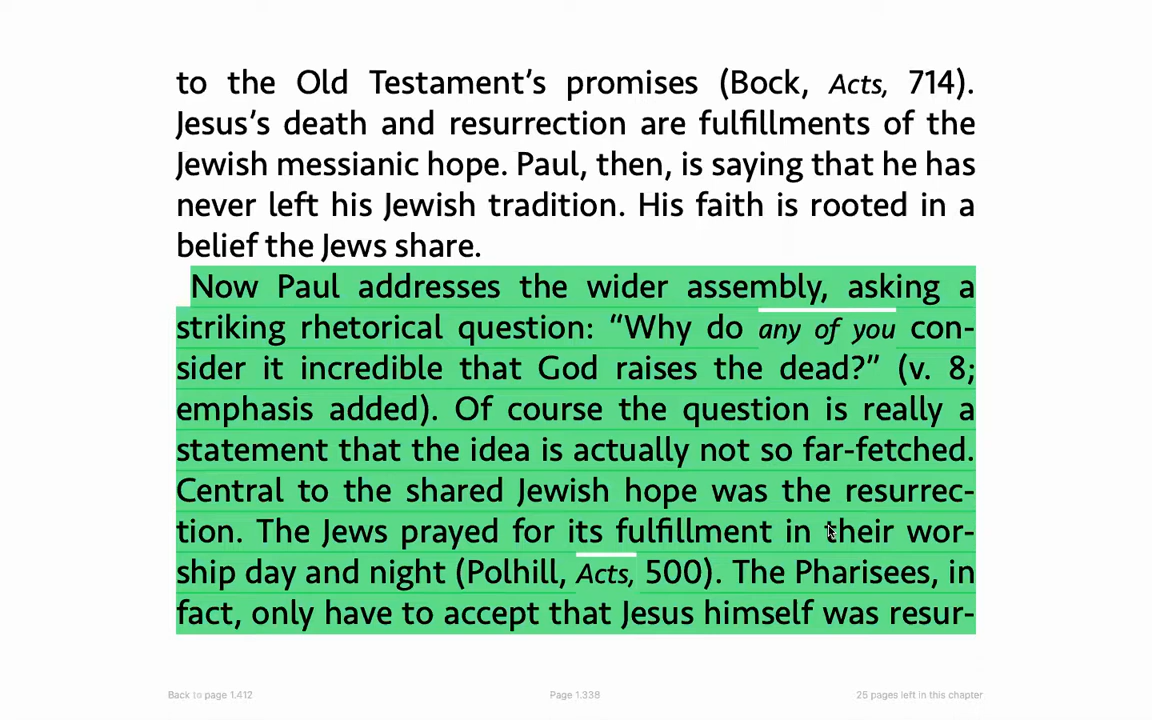 to the Old Testament’s promises (Bock, Acts, 714).
Jesus’s death and resurrection are fulfillments of the
Jewish messianic hope. Paul, then, is saying that he has
never left his Jewish tradition. His faith is rooted in a
belief the Jews share.
Now Paul addresses the wider assembly, asking a
striking rhetorical question: “Why do any of you con-
sider it incredible that God raises the dead?” (v. 8;
emphasis added). Of course the question is really a
statement that the idea is actually not so far-fetched.
Central to the shared Jewish hope was the resurrec-
tion. The Jews prayed for its fulfillment in their wor-
ship day and night (Polhill, Acts, 500). The Pharisees, in
fact, only have to accept that Jesus himself was resur-
Back to page 1.412
Page 1.338
25 pages left in this chapter